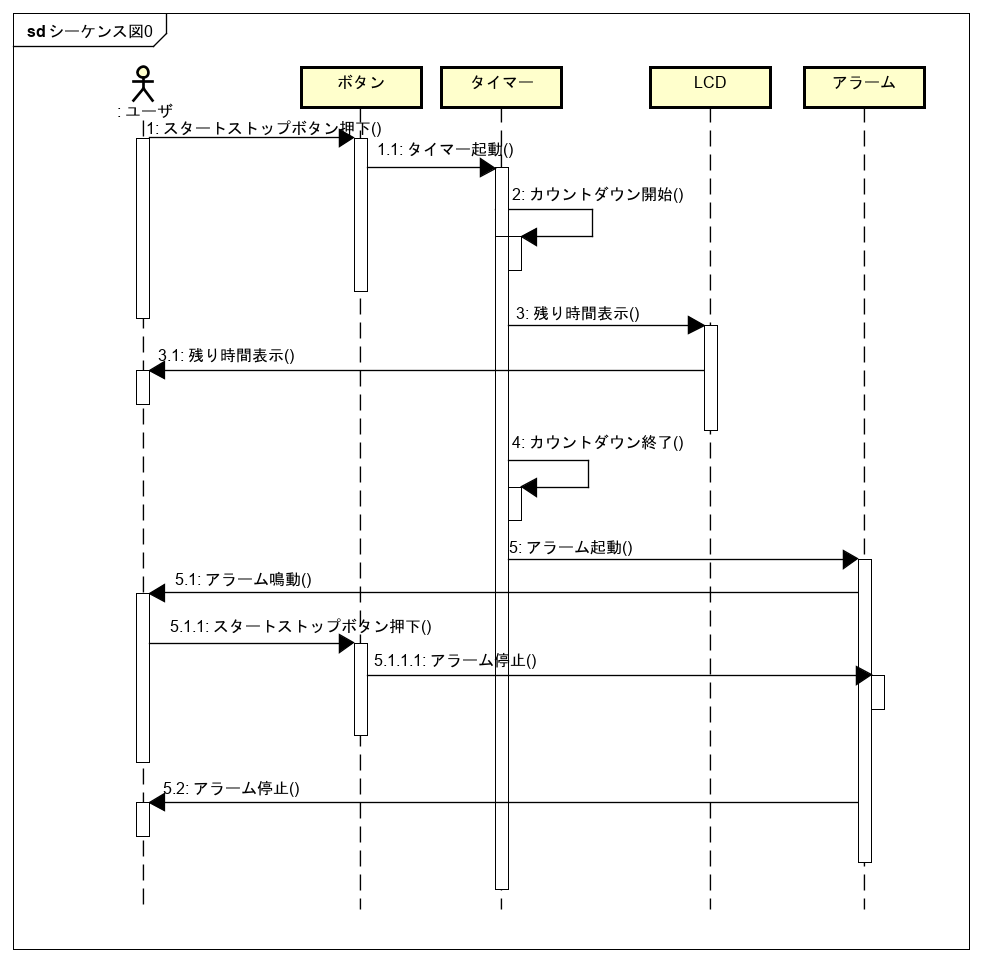 sd シーケンス図0
: ユーザ
ボタン
タイマー
LCD
アラーム
1: スタートストップボタン押下()
1.1: タイマー起動()
2: カウントダウン開始()
3: 残り時間表示()
3.1: 残り時間表示()
4: カウントダウン終了()
5: アラーム起動()
5.1: アラーム鳴動()
5.1.1: スタートストップボタン押下()
5.1.1.1: アラーム停止()
5.2: アラーム停止()